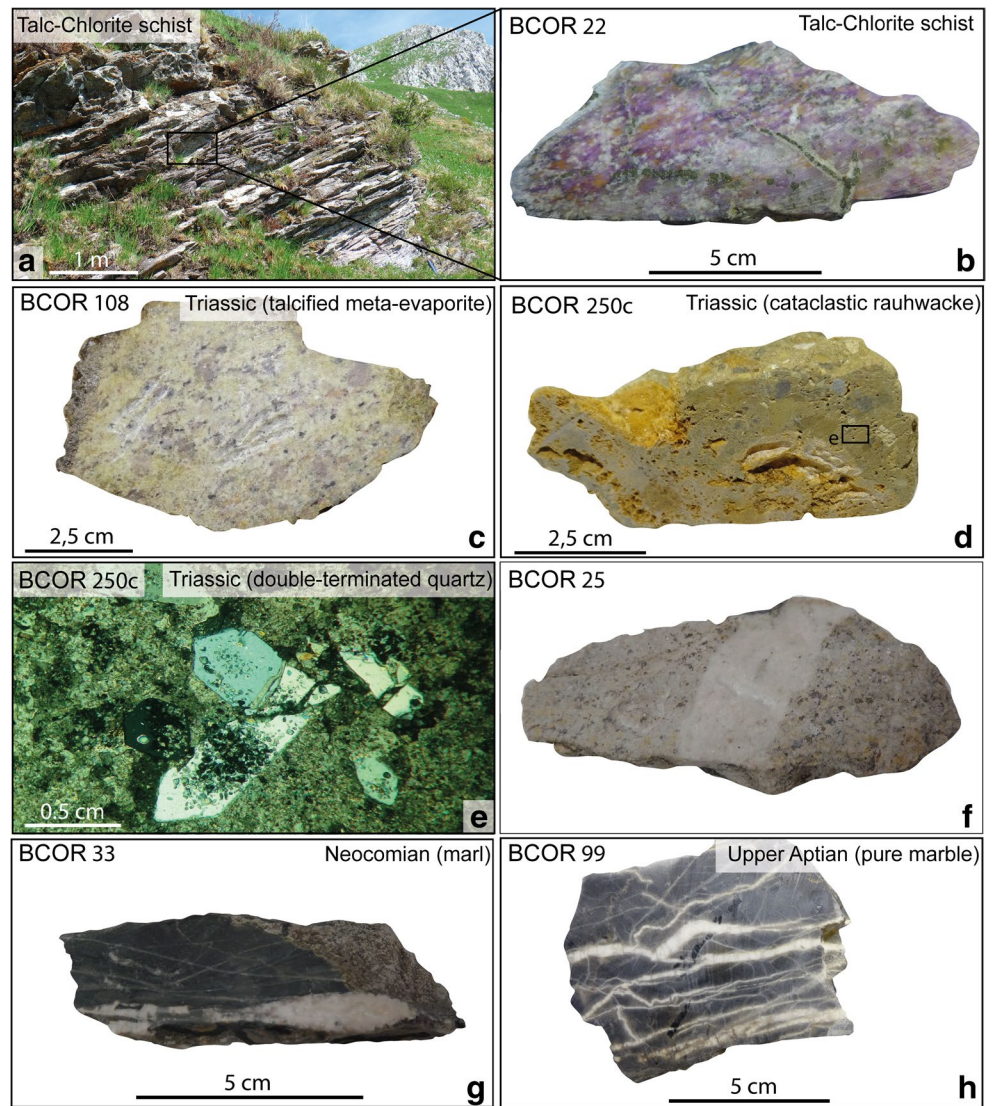 Talc-Chlorite schist
1 m
a
BCOR 22
Talc-Chlorite schist
5 cm
b
BCOR 108
Triassic (talcified meta-evaporite)
2,5 cm
c
BCOR 250c
Triassic (cataclastic rauhwacke)
e
2,5 cm
d
BCOR 250c
Triassic (double-terminated quartz)
0.5 cm
e
BCOR 25
f
BCOR 33
Neocomian (marl)
5 cm
g
BCOR 99
Upper Aptian (pure marble)
5 cm
h